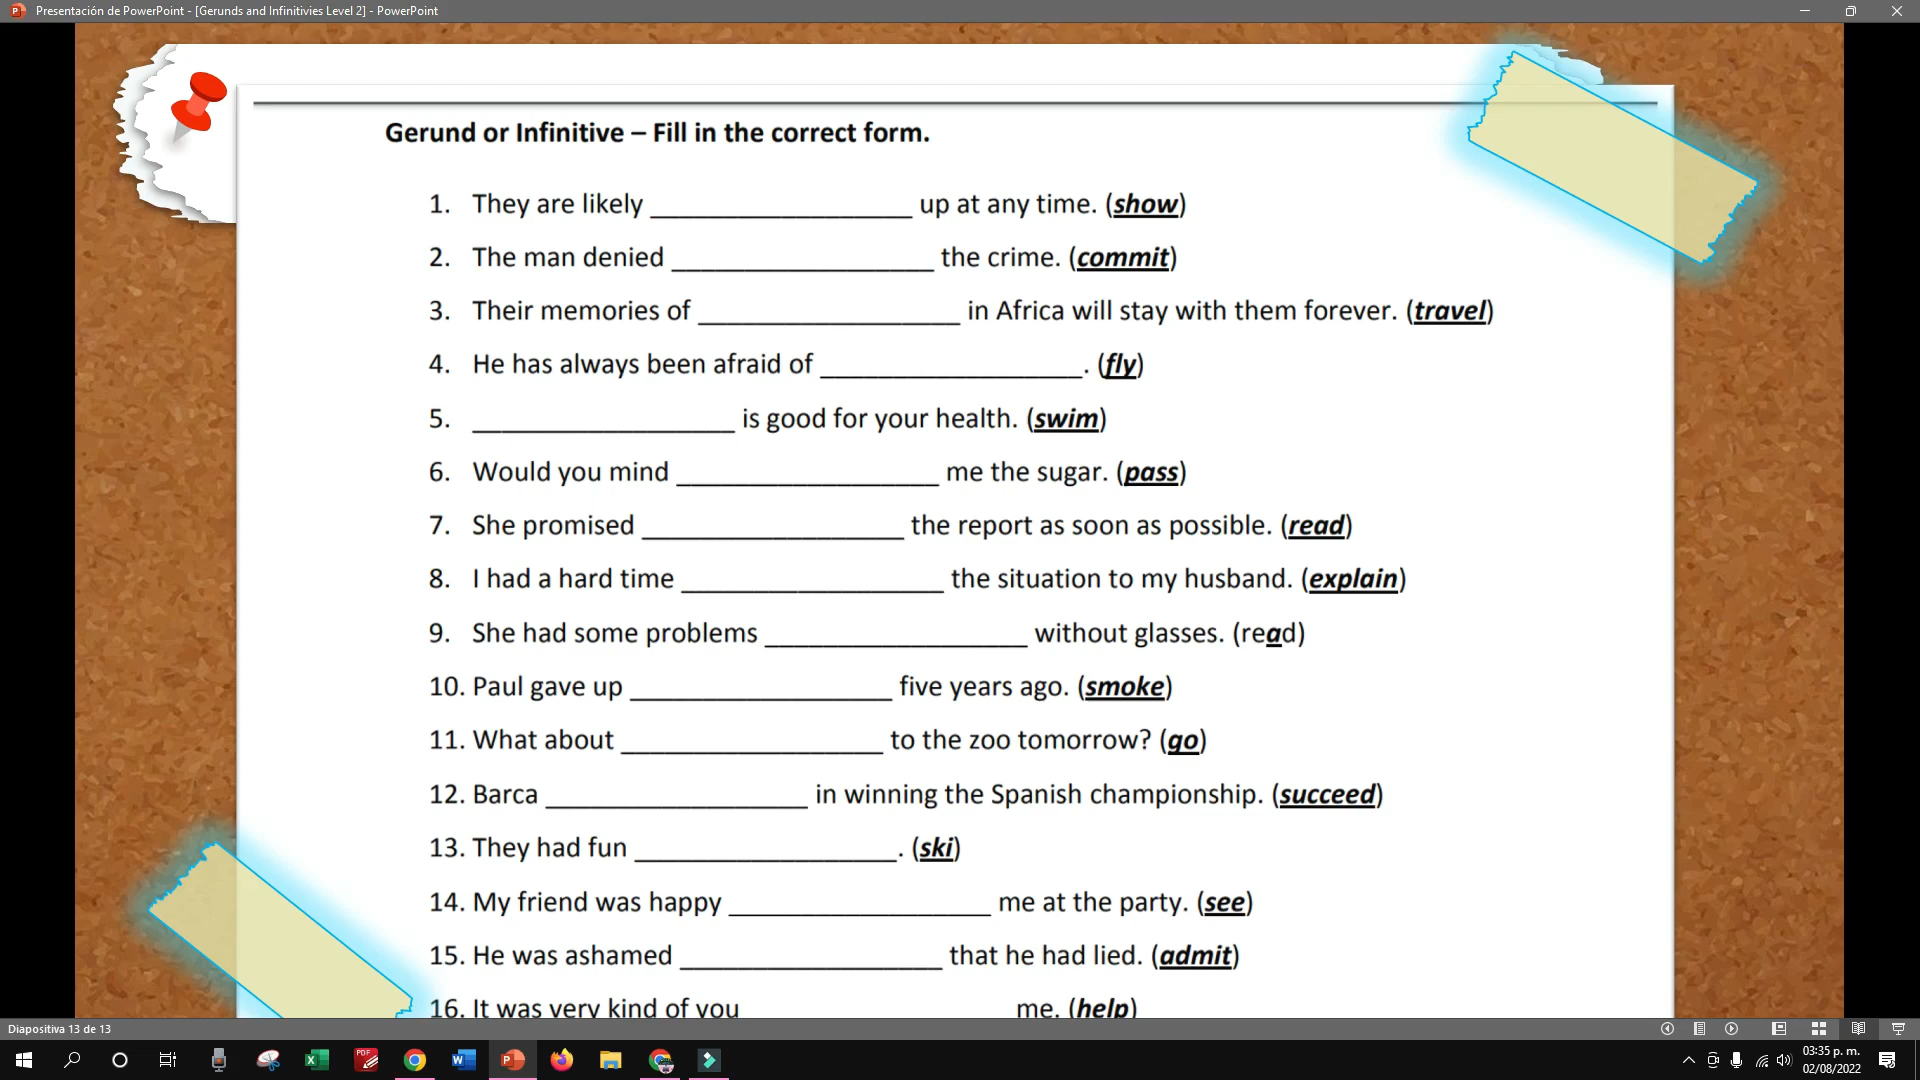 Presentación de PowerPoint - [Gerunds and Infinitivies Level 2] - PowerPoint
Gerund or Infinitive – Fill in the correct form.
1. They are likely __________________ up at any time. (show)
2. The man denied __________________ the crime. (commit)
3. Their memories of __________________ in Africa will stay with them forever. (travel)
4. He has always been afraid of __________________. (fly)
5. __________________ is good for your health. (swim)
6. Would you mind __________________ me the sugar. (pass)
7. She promised __________________ the report as soon as possible. (read)
8. I had a hard time __________________ the situation to my husband. (explain)
9. She had some problems __________________ without glasses. (read)
10. Paul gave up __________________ five years ago. (smoke)
11. What about __________________ to the zoo tomorrow? (go)
12. Barca __________________ in winning the Spanish championship. (succeed)
13. They had fun __________________. (ski)
14. My friend was happy __________________ me at the party. (see)
15. He was ashamed __________________ that he had lied. (admit)
16. It was very kind of you me. (help)
Diapositiva 13 de 13
03:35 p. m.
02/08/2022